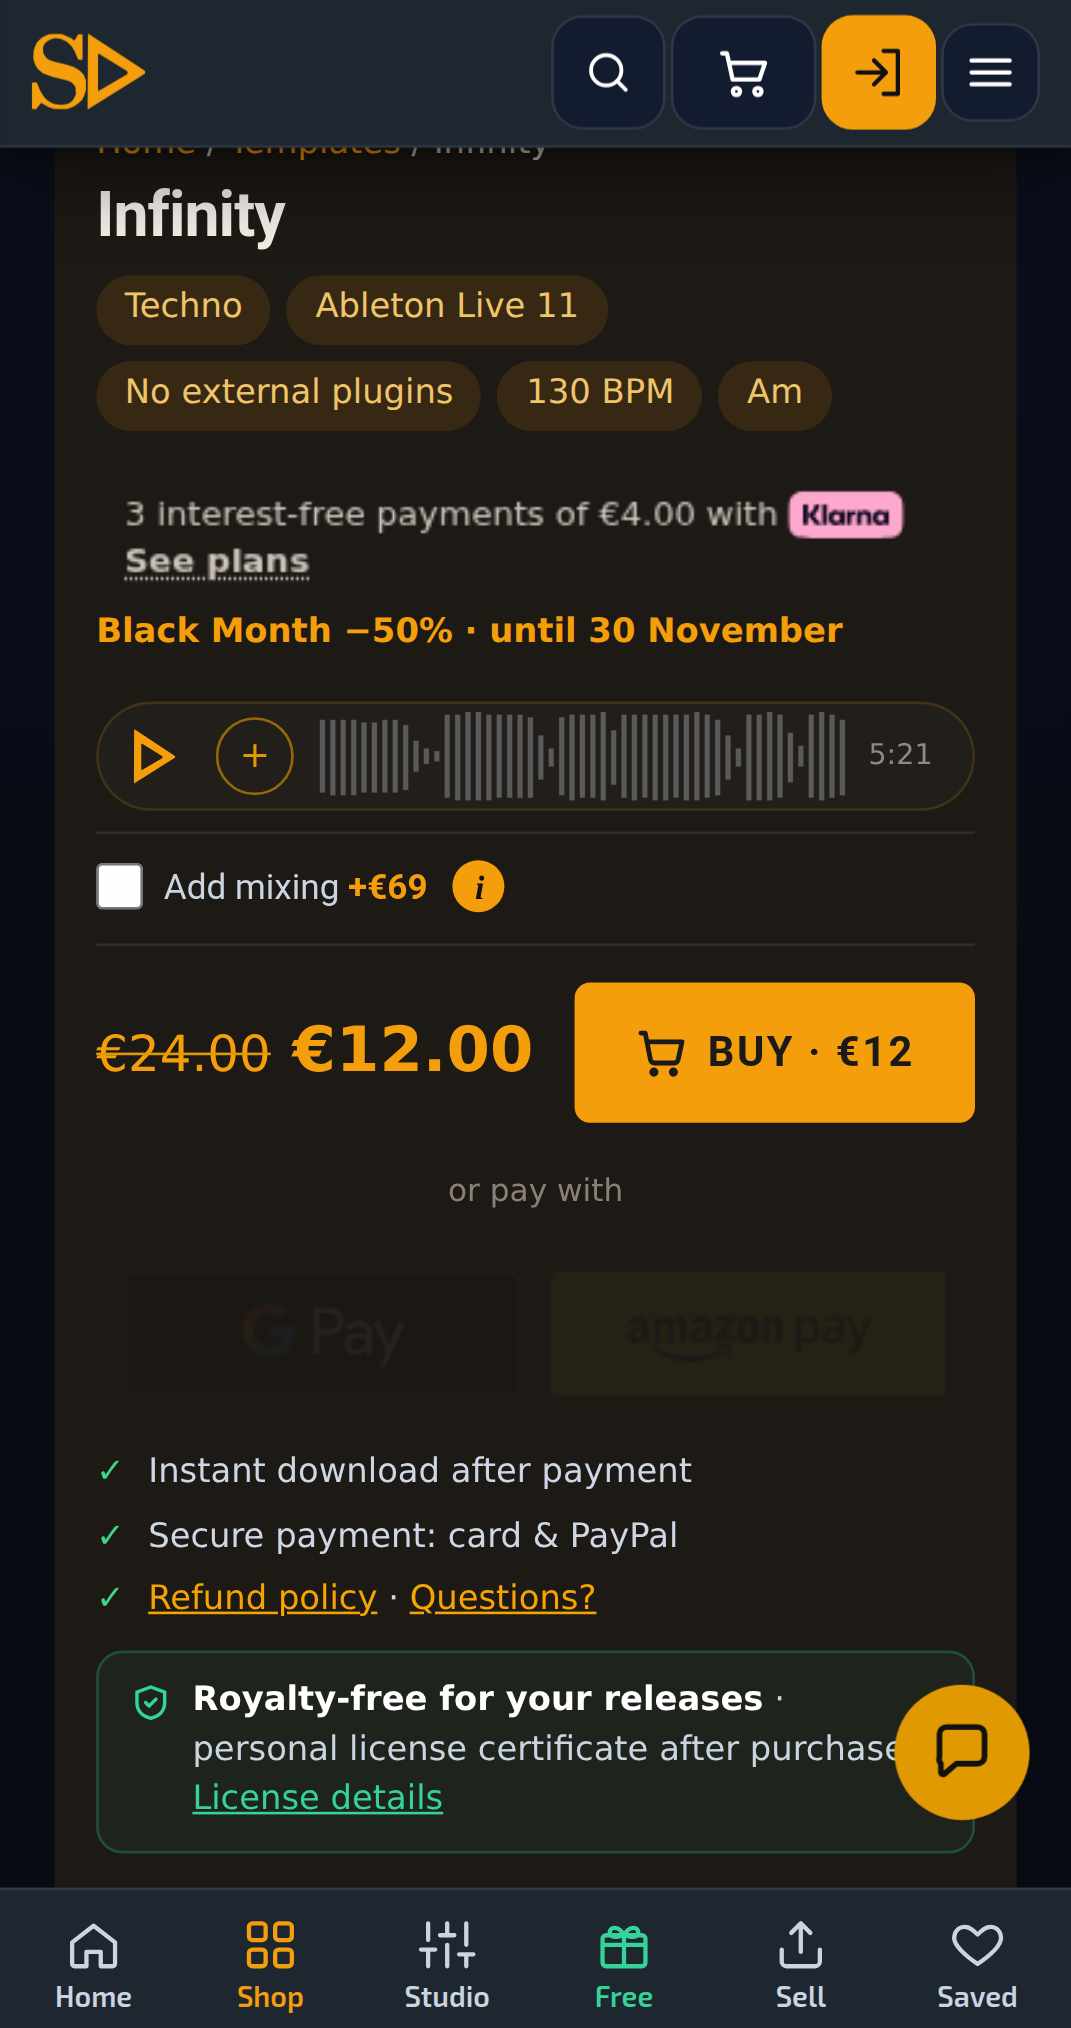 S
Home / Templates / Infinity
Infinity
Techno
Ableton Live 11
No external plugins
130 BPM
Am
3 interest-free payments of €4.00 with Klarna
See plans
Black Month −50% · until 30 November
+
5:21
Add mixing +€69 i
€24.00 €12.00
BUY · €12
or pay with
G Pay
amazon pay
✓ Instant download after payment
✓ Secure payment: card & PayPal
✓ Refund policy · Questions?
Royalty-free for your releases ·
personal license certificate after purchase
License details
Home
Shop
Studio
Free
Sell
Saved